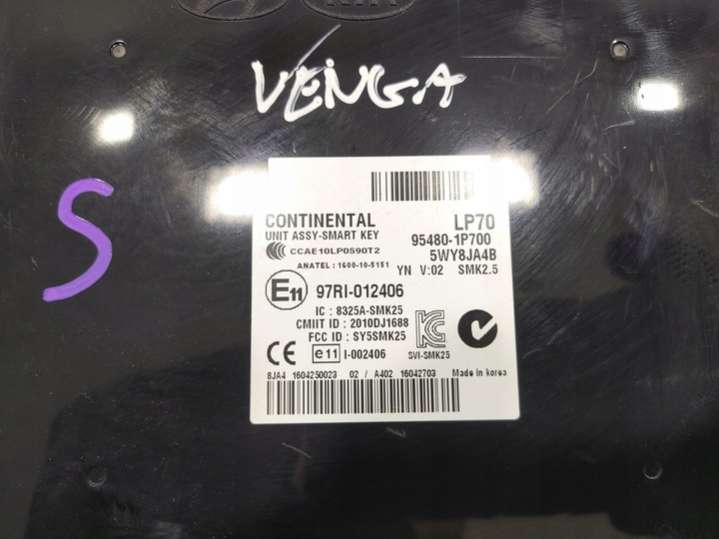 KIA
VENGA
S
CONTINENTAL LP70
UNIT ASSY-SMART KEY 95480-1P700
CCAE10LP0590T2 5WY8JA4B
ANATEL : 1600-10-5151 YN V:02 SMK2.5
E11 97RI-012406
IC : 8325A-SMK25
CMIIT ID : 2010DJ1688
FCC ID : SY5SMK25
CE e11 I-002406 SVI-SMK25
8JA4 1604250023 02 / A402 16042703 Made in korea